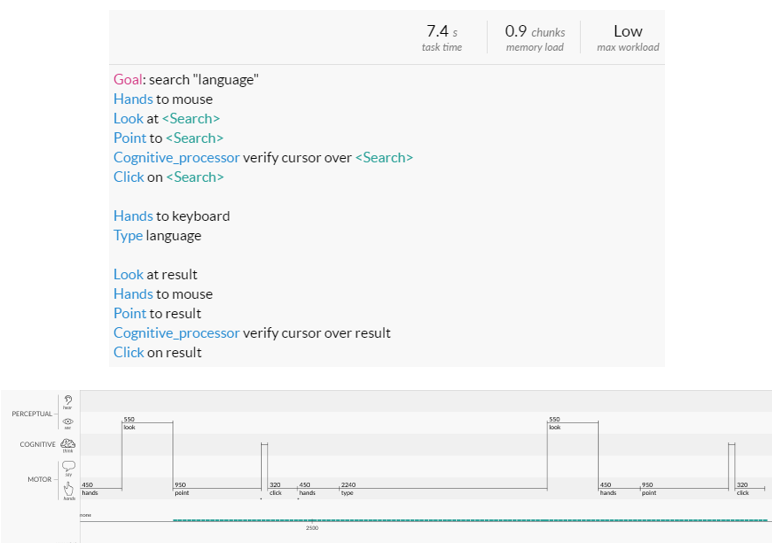 7.4 s 0.9 chunks Low
task time memory load max workload
Goal: search "language"
Hands to mouse
Look at <Search>
Point to <Search>
Cognitive_processor verify cursor over <Search>
Click on <Search>
Hands to keyboard
Type language
Look at result
Hands to mouse
Point to result
Cognitive_processor verify cursor over result
Click on result
hear
PERCEPTUAL
see
550 550
look look
COGNITIVE
think
say
MOTOR
hands
450 950 320 450 2240 450 950 320
hands point click hands type hands point click
2500